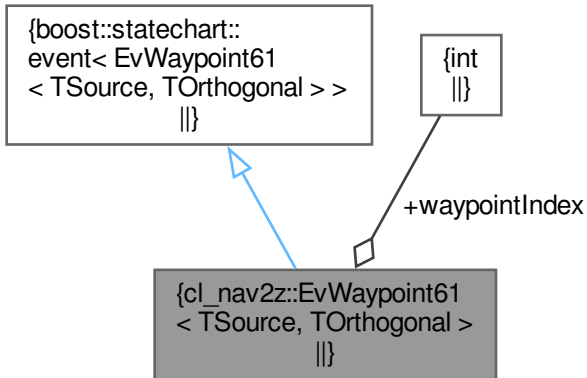 {boost::statechart::
event< EvWaypoint61
< TSource, TOrthogonal > >
||}
{int
||}
+waypointIndex
{cl_nav2z::EvWaypoint61
< TSource, TOrthogonal >
||}